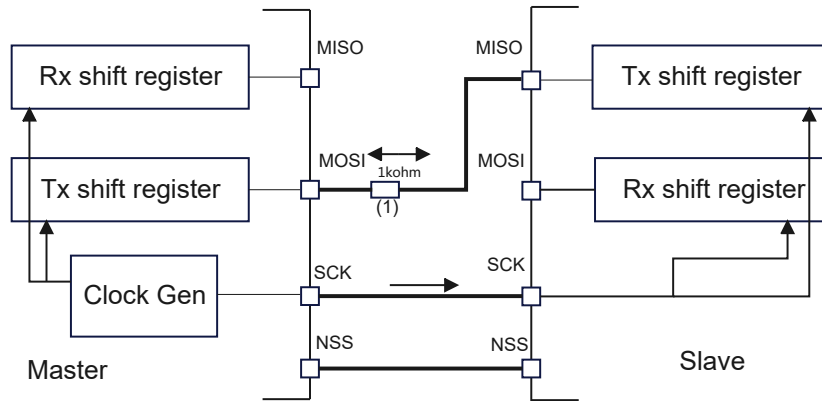 MISO
MISO
Rx shift register
Tx shift register
MOSI
1kohm
MOSI
Tx shift register
(1)
Rx shift register
SCK
SCK
Clock Gen
NSS
NSS
Master
Slave